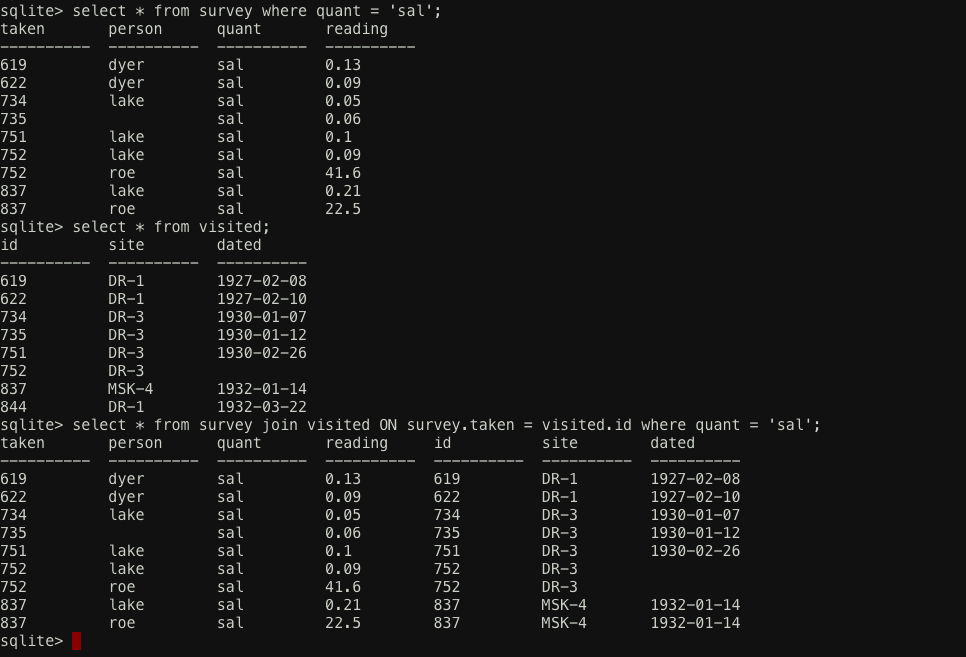 sqlite> select * from survey where quant = 'sal';
taken       person      quant       reading
----------  ----------  ----------  ----------
619         dyer        sal         0.13
622         dyer        sal         0.09
734         lake        sal         0.05
735                     sal         0.06
751         lake        sal         0.1
752         lake        sal         0.09
752         roe         sal         41.6
837         lake        sal         0.21
837         roe         sal         22.5
sqlite> select * from visited;
id          site        dated
----------  ----------  ----------
619         DR-1        1927-02-08
622         DR-1        1927-02-10
734         DR-3        1930-01-07
735         DR-3        1930-01-12
751         DR-3        1930-02-26
752         DR-3
837         MSK-4       1932-01-14
844         DR-1        1932-03-22
sqlite> select * from survey join visited ON survey.taken = visited.id where quant = 'sal';
taken       person      quant       reading     id          site        dated
----------  ----------  ----------  ----------  ----------  ----------  ----------
619         dyer        sal         0.13        619         DR-1        1927-02-08
622         dyer        sal         0.09        622         DR-1        1927-02-10
734         lake        sal         0.05        734         DR-3        1930-01-07
735                     sal         0.06        735         DR-3        1930-01-12
751         lake        sal         0.1         751         DR-3        1930-02-26
752         lake        sal         0.09        752         DR-3
752         roe         sal         41.6        752         DR-3
837         lake        sal         0.21        837         MSK-4       1932-01-14
837         roe         sal         22.5        837         MSK-4       1932-01-14
sqlite>